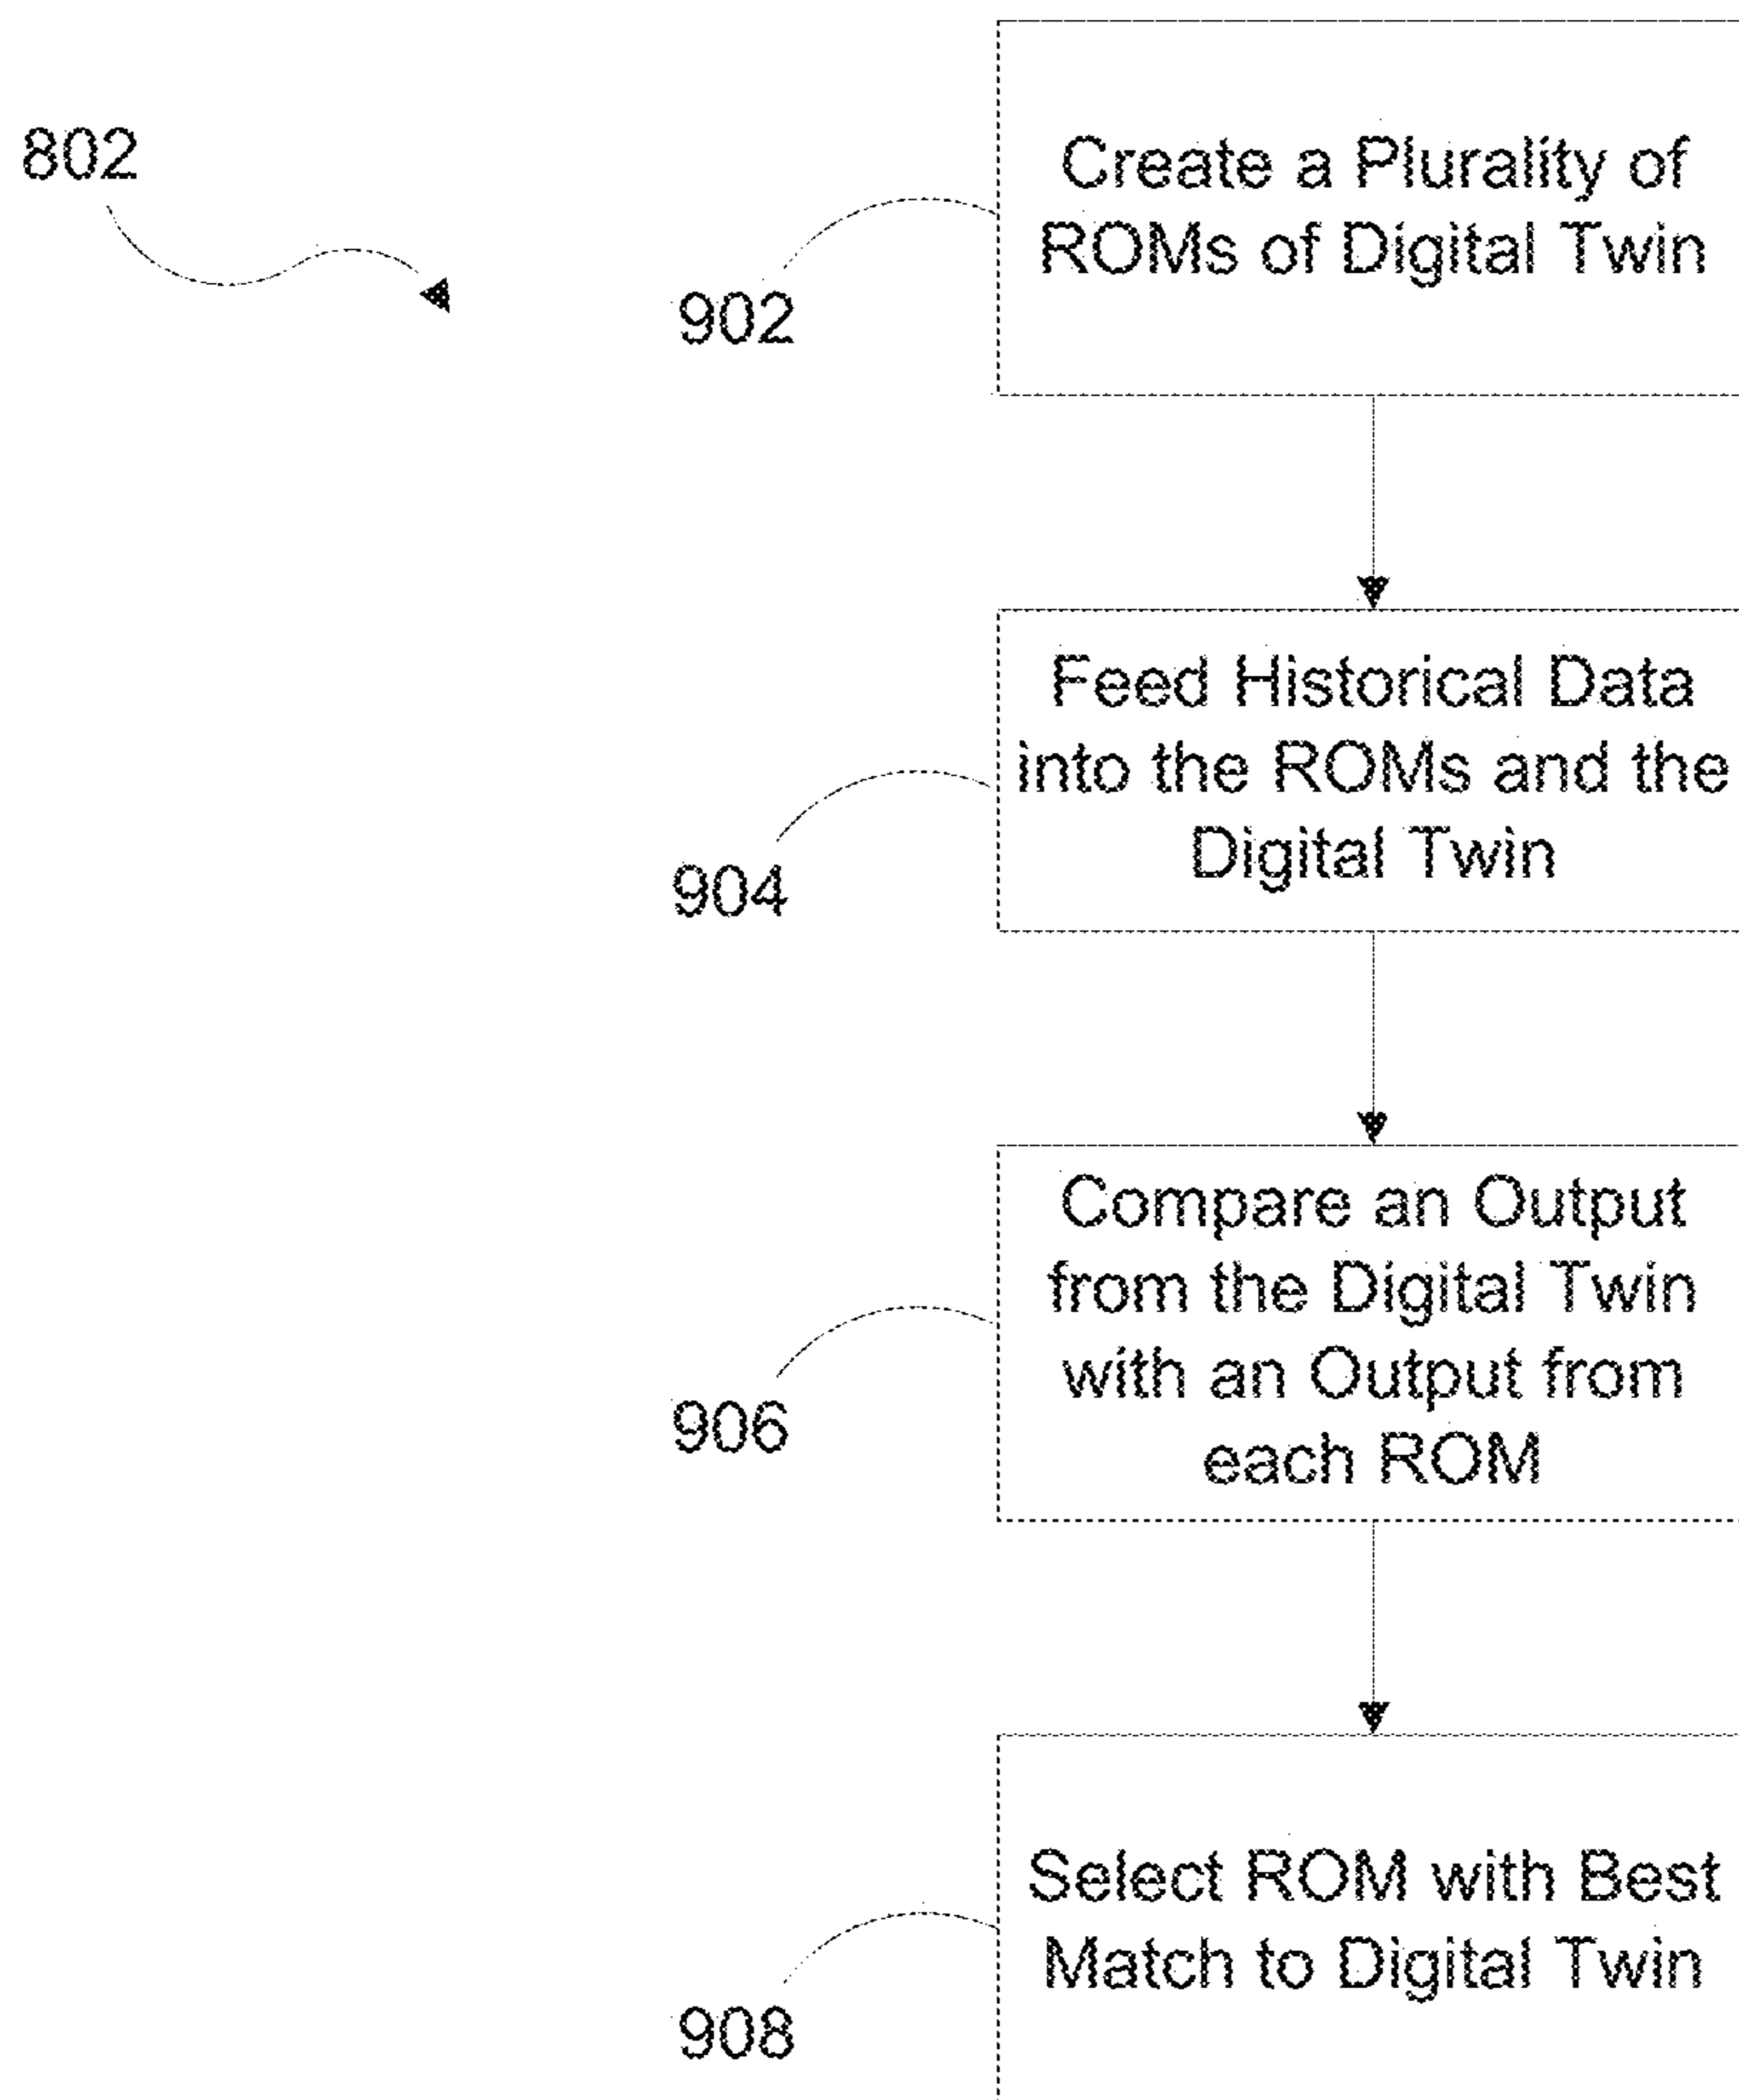 802
Create a Plurality of
ROMs of Digital Twin
902
Feed Historical Data
into the ROMs and the
Digital Twin
904
Compare an Output
from the Digital Twin
with an Output from
each ROM
906
Select ROM with Best
Match to Digital Twin
908